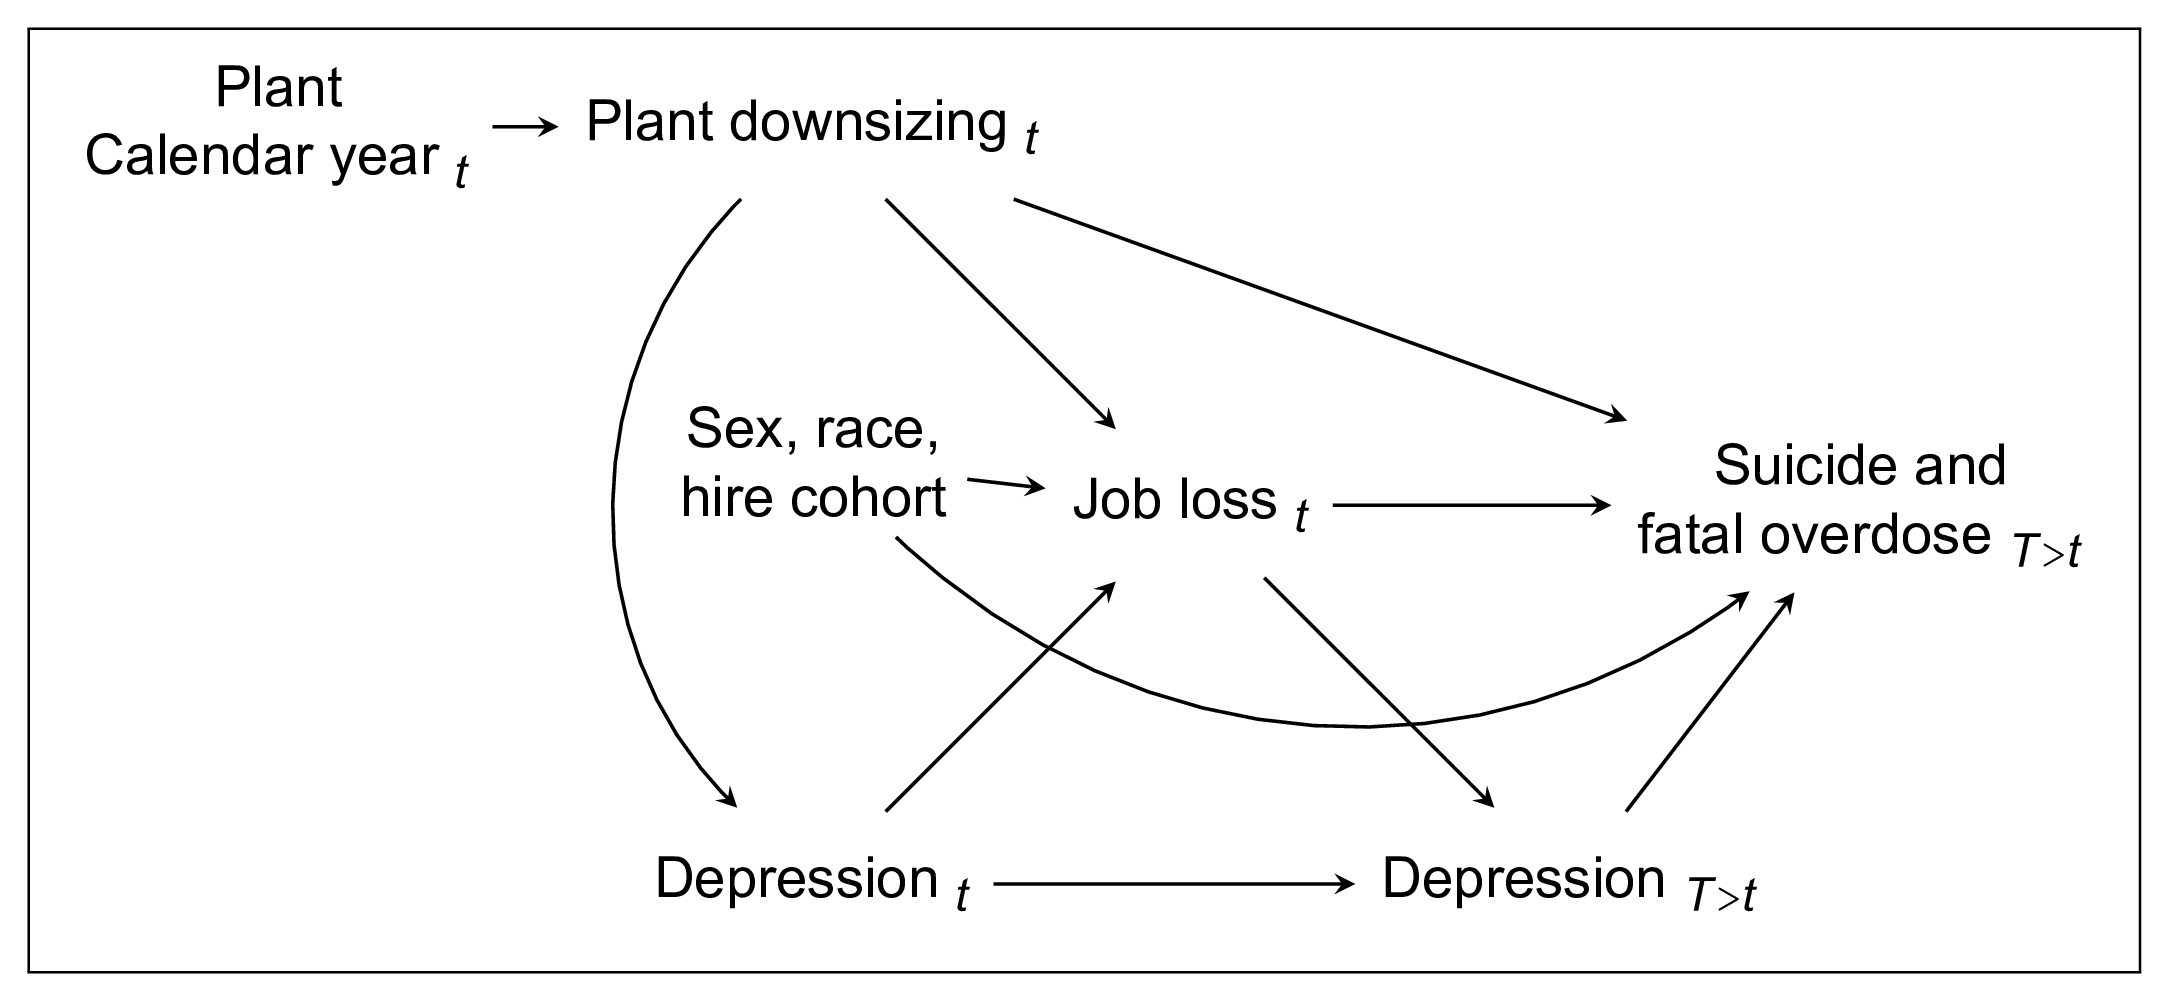 Plant
Calendar year t
Plant downsizing t
Sex, race,
hire cohort
Job loss t
Suicide and
fatal overdose T>t
Depression t
Depression T>t